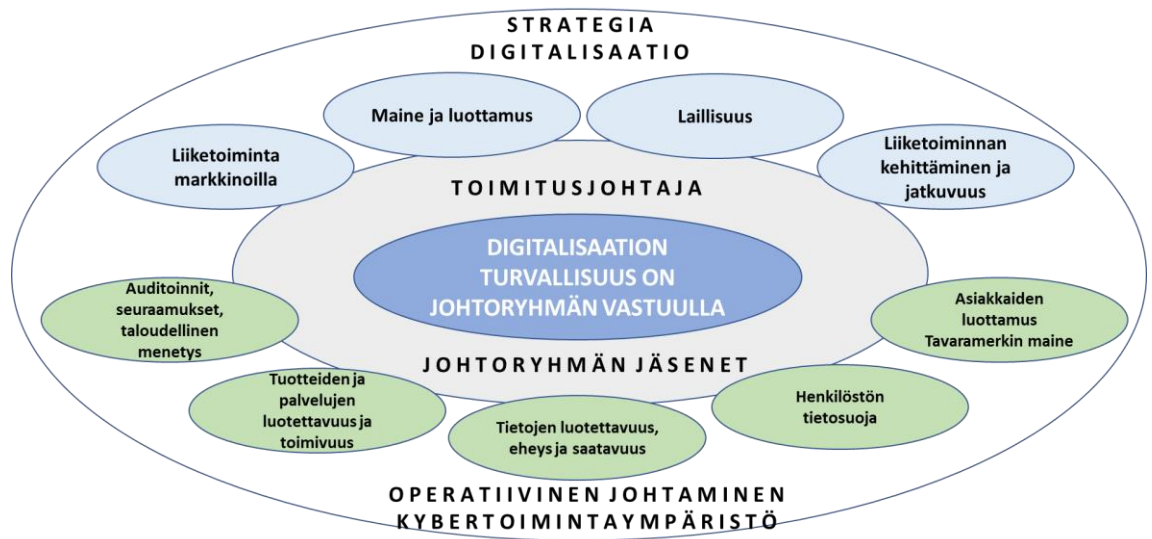 STRATEGIA
DIGITALISAATIO
Maine ja luottamus
Laillisuus
Liiketoiminta
markkinoilla
Liiketoiminnan
kehittäminen ja
jatkuvuus
TOIMITUSJOHTAJA
DIGITALISAATION
TURVALLISUUS ON
JOHTORYHMÄN VASTUULLA
Auditoinnit,
seuraamukset,
taloudellinen
menetys
Asiakkaiden
luottamus
Tavaramerkin maine
JOHTORYHMÄN JÄSENET
Tuotteiden ja
palvelujen
luotettavuus ja
toimivuus
Tietojen luotettavuus,
eheys ja saatavuus
Henkilöstön
tietosuoja
OPERATIIVINEN JOHTAMINEN
KYBERTOIMINTAYMPÄRISTÖ